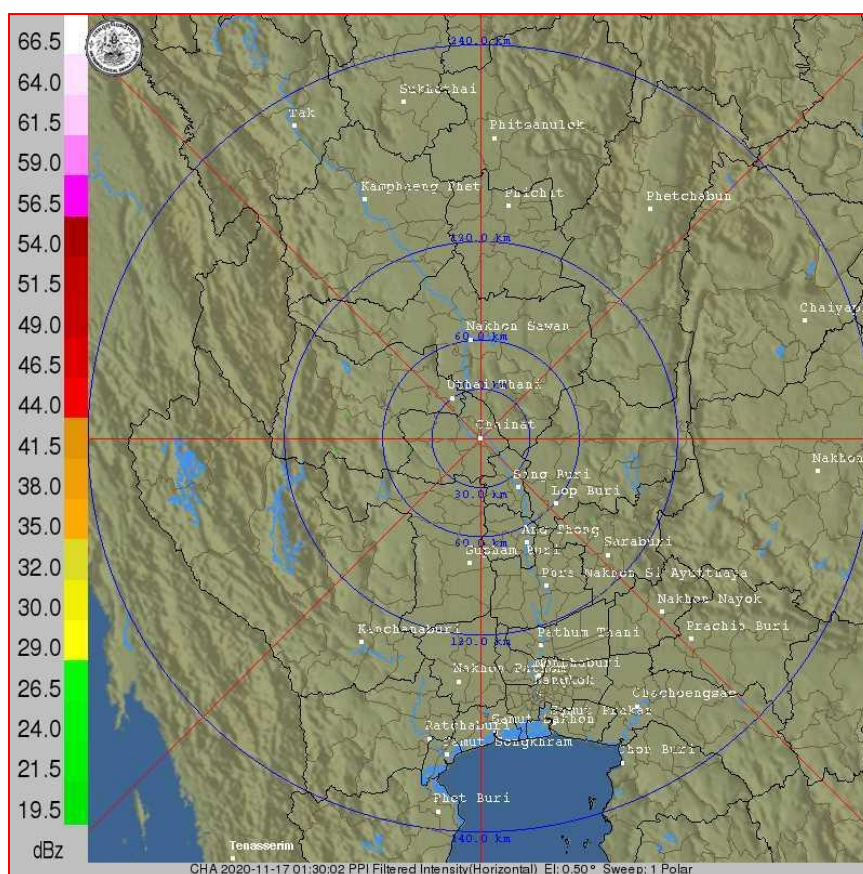 66.5
64.0
61.5
59.0
56.5
54.0
51.5
49.0
46.5
44.0
41.5
38.0
35.0
32.0
30.0
29.0
26.5
24.0
21.5
19.5
dBz
240.0 km
Sukhothai
Tak
Phitsanulok
Kamphaeng Phet
Phichit
Phetchabun
120.0 km
Chaiyap
Nakhon Sawan
60.0 km
Uthai Thani
Chainat
Nakhon
Sing Buri
30.0 km
Lop Buri
Ang Thong
60.0 km
Suphan Buri
Saraburi
Pora Nakhon Si Ayutthaya
Nakhon Nayok
Kanchanaburi
120.0 km
Pathum Thani
Prachin Buri
Nakhon Pathom
Nonthaburi
Bangkok
Chachoengsao
Samut Prakan
Samut Sakhon
Ratchaburi
Samut Songkhram
Chon Buri
Phet Buri
240.0 km
Tenasserim
CHA 2020-11-17 01:30:02 PPI Filtered Intensity(Horizontal) El: 0.50° Sweep: 1 Polar